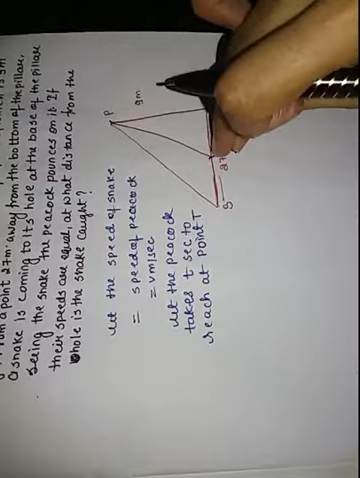 from a point 27m away from the bottom of the pillar.
a snake is coming to its hole at the base of the pillar
seeing the snake the peacock pounces on it. If
their speeds are equal, at what distance from the
whole is the snake caught?
let the speed of snake
= speed of peacock
= v m/sec
let the peacock
takes t sec to
reach at point T
P
9m
27
S